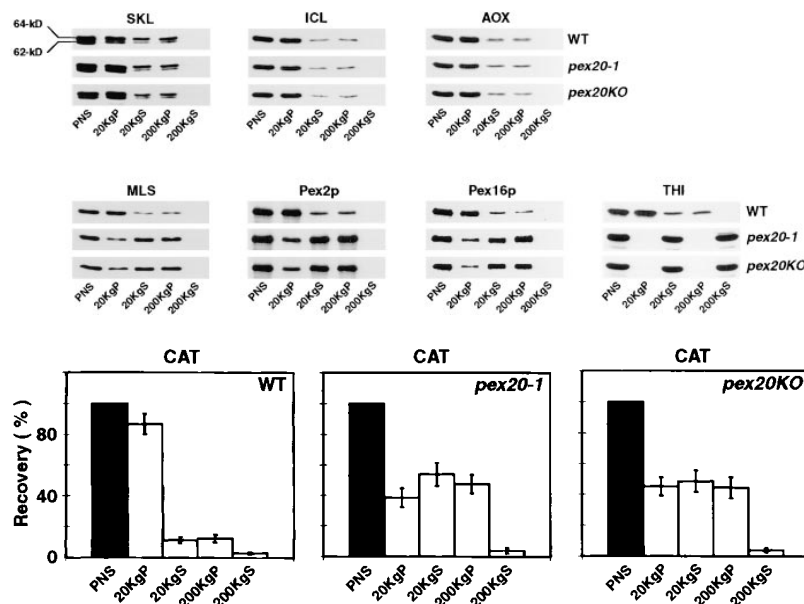 SKL ICL AOX
64-kD
62-kD
WT
pex20-1
pex20KO
PNS 20KgP 20KgS 200KgP 200KgS
PNS 20KgP 20KgS 200KgP 200KgS
PNS 20KgP 20KgS 200KgP 200KgS
MLS Pex2p Pex16p THI
WT
pex20-1
pex20KO
PNS 20KgP 20KgS 200KgP 200KgS
PNS 20KgP 20KgS 200KgP 200KgS
PNS 20KgP 20KgS 200KgP 200KgS
PNS 20KgP 20KgS 200KgP 200KgS
CAT CAT CAT
WT pex20-1 pex20KO
Recovery ( % )
80
40
0
PNS 20KgP 20KgS 200KgP 200KgS
PNS 20KgP 20KgS 200KgP 200KgS
PNS 20KgP 20KgS 200KgP 200KgS